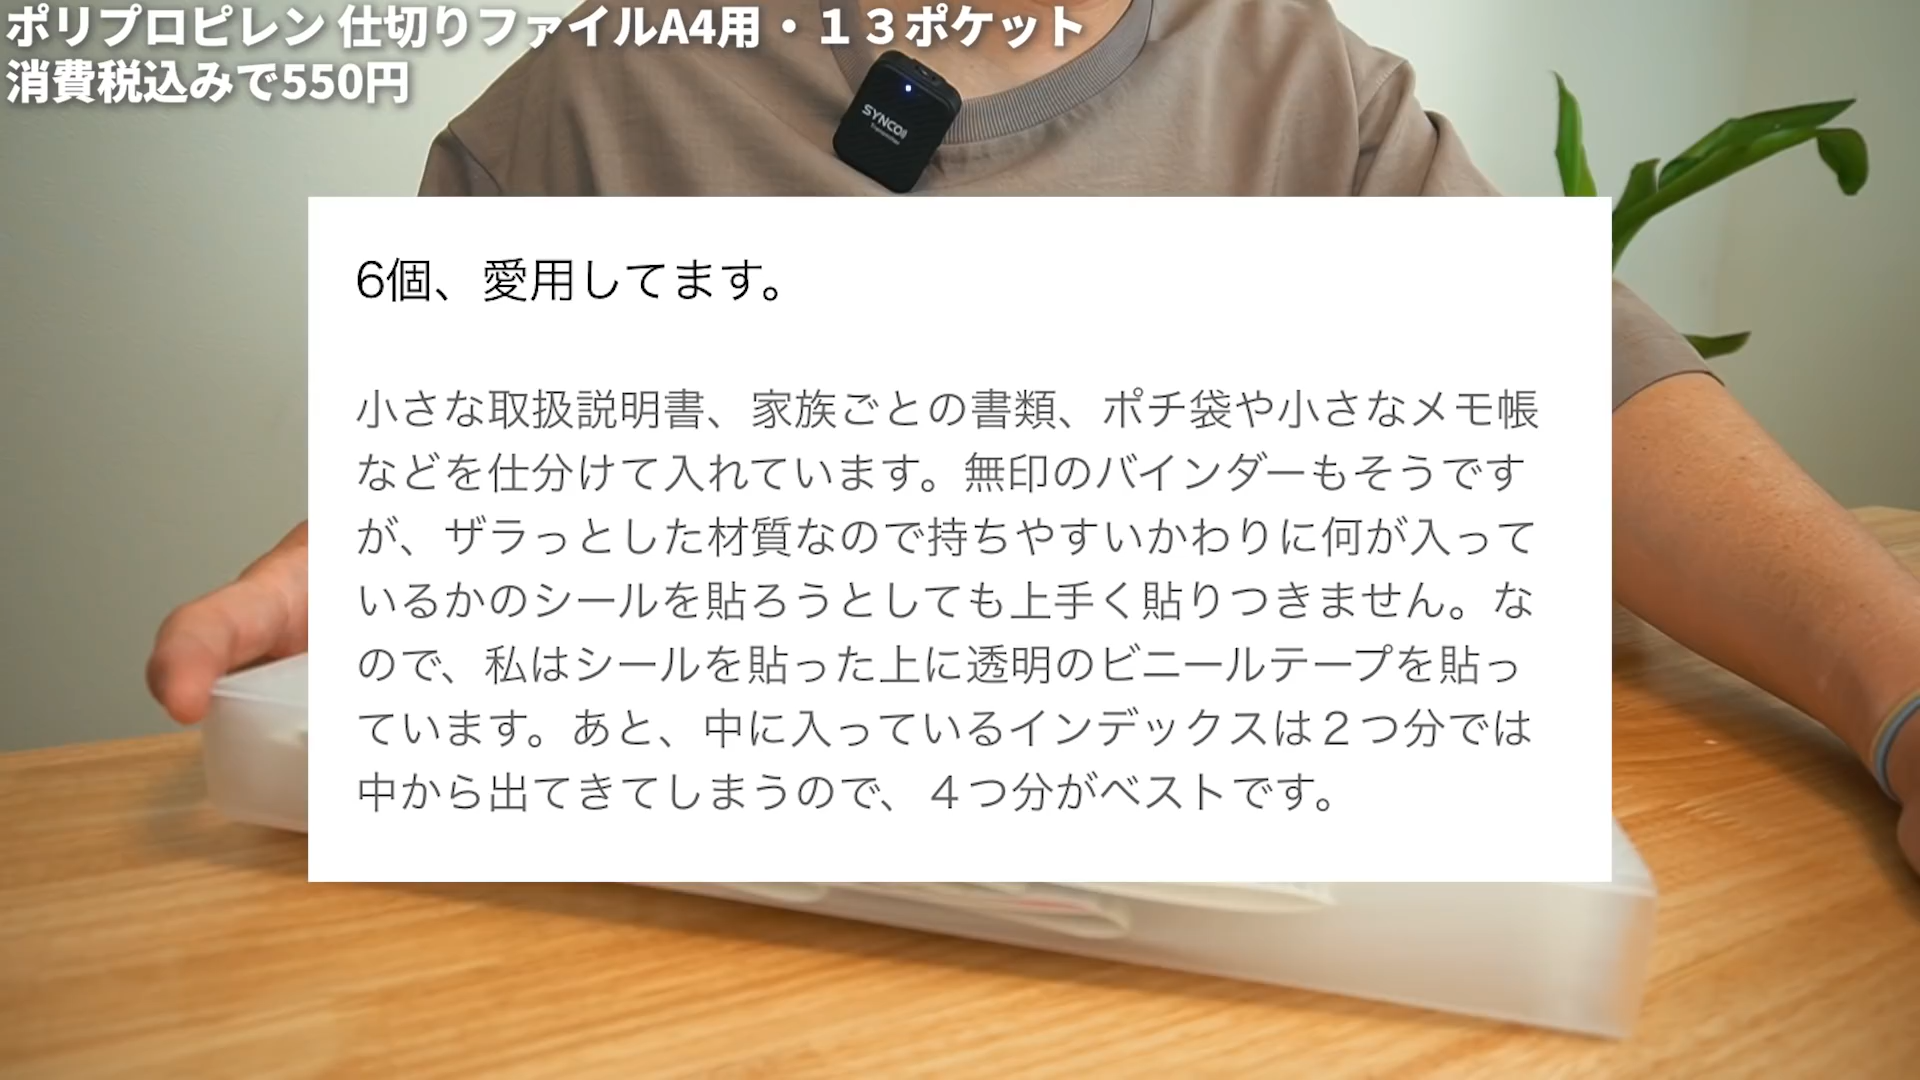 ポリプロピレン 仕切りファイルA4用・１３ポケット
消費税込みで550円
SYNCO
6個、愛用してます。
小さな取扱説明書、家族ごとの書類、ポチ袋や小さなメモ帳
などを仕分けて入れています。無印のバインダーもそうです
が、ザラっとした材質なので持ちやすいかわりに何が入って
いるかのシールを貼ろうとしても上手く貼りつきません。な
ので、私はシールを貼った上に透明のビニールテープを貼っ
ています。あと、中に入っているインデックスは２つ分では
中から出てきてしまうので、４つ分がベストです。